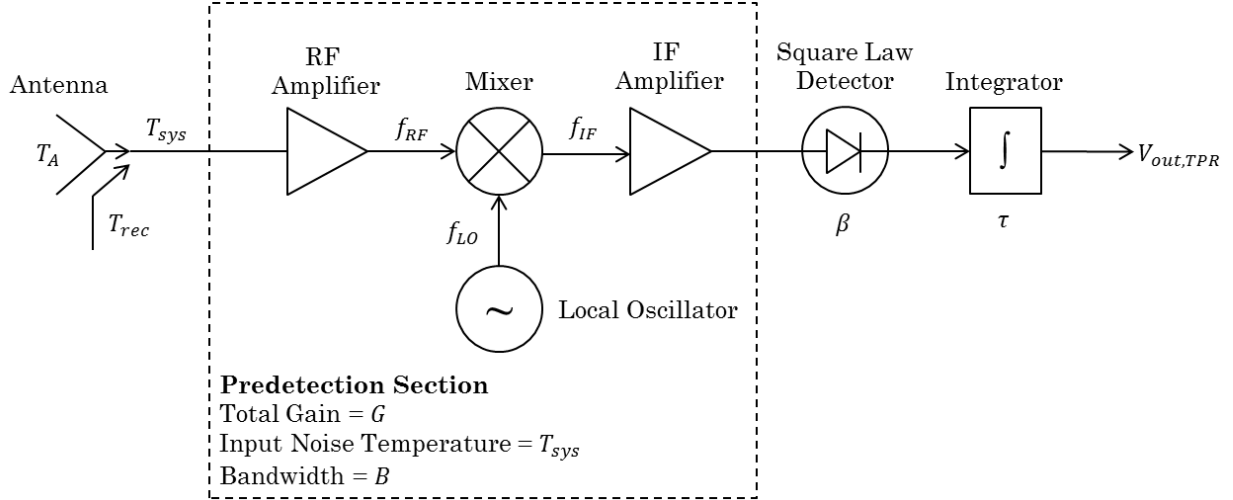 Antenna
T_A
T_sys
T_rec
RF
Amplifier
f_RF
Mixer
f_IF
IF
Amplifier
f_LO
~
Local Oscillator
Square Law
Detector
β
Integrator
∫
τ
V_out,TPR
Predetection Section
Total Gain = G
Input Noise Temperature = T_sys
Bandwidth = B